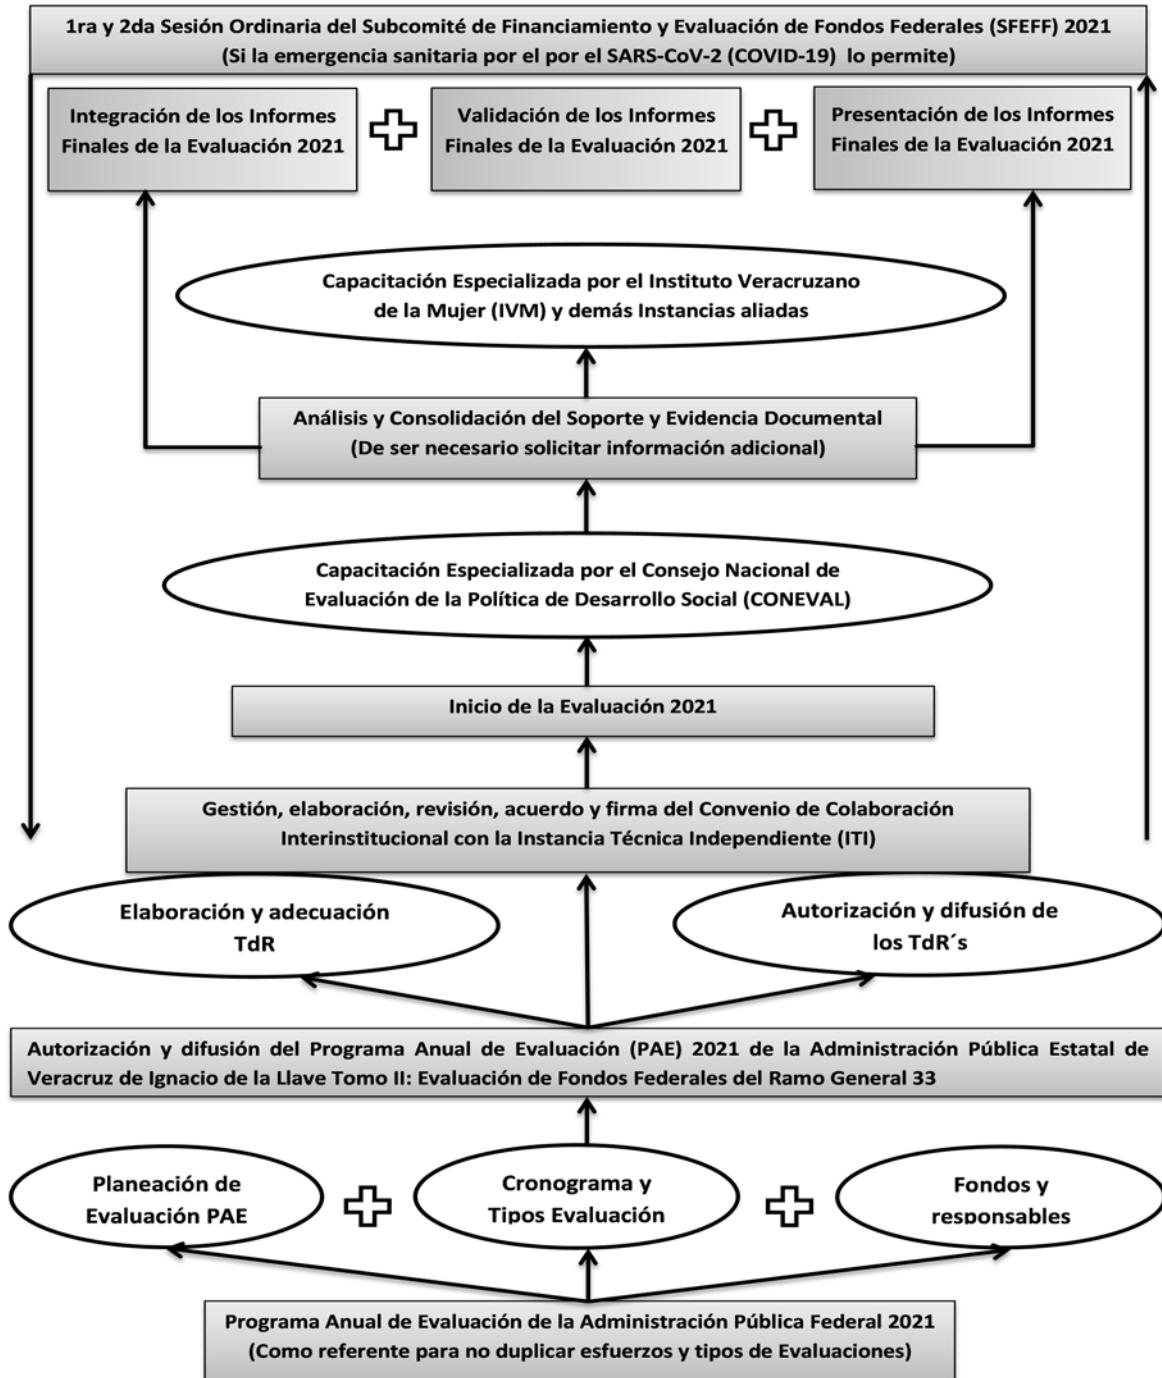 1ra y 2da Sesión Ordinaria del Subcomité de Financiamiento y Evaluación de Fondos Federales (SFEFF) 2021
(Si la emergencia sanitaria por el por el SARS-CoV-2 (COVID-19) lo permite)
Integración de los Informes
Finales de la Evaluación 2021
Validación de los Informes
Finales de la Evaluación 2021
Presentación de los Informes
Finales de la Evaluación 2021
Capacitación Especializada por el Instituto Veracruzano
de la Mujer (IVM) y demás Instancias aliadas
Análisis y Consolidación del Soporte y Evidencia Documental
(De ser necesario solicitar información adicional)
Capacitación Especializada por el Consejo Nacional de
Evaluación de la Política de Desarrollo Social (CONEVAL)
Inicio de la Evaluación 2021
Gestión, elaboración, revisión, acuerdo y firma del Convenio de Colaboración
Interinstitucional con la Instancia Técnica Independiente (ITI)
Elaboración y adecuación
TdR
Autorización y difusión de
los TdR´s
Autorización y difusión del Programa Anual de Evaluación (PAE) 2021 de la Administración Pública Estatal de
Veracruz de Ignacio de la Llave Tomo II: Evaluación de Fondos Federales del Ramo General 33
Planeación de
Evaluación PAE
Cronograma y
Tipos Evaluación
Fondos y
responsables
Programa Anual de Evaluación de la Administración Pública Federal 2021
(Como referente para no duplicar esfuerzos y tipos de Evaluaciones)